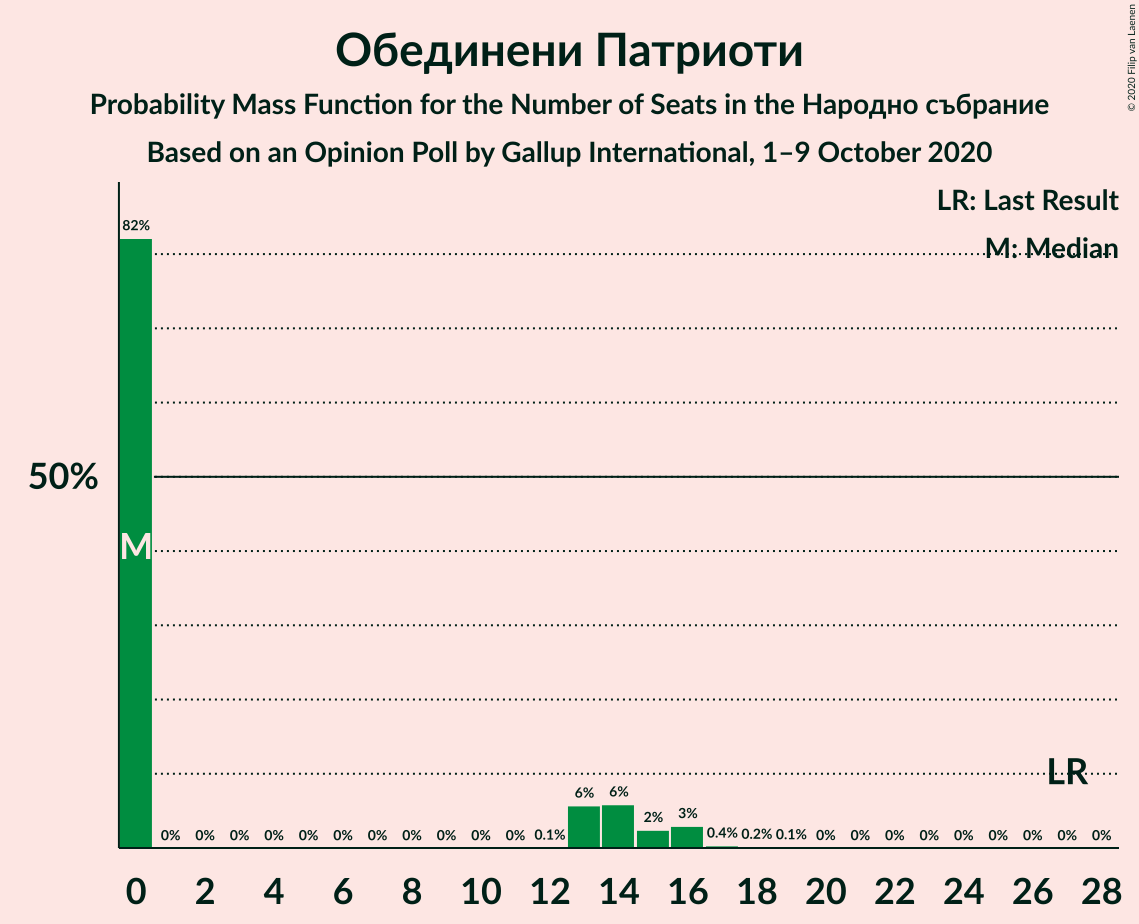 Обединени Патриоти
Probability Mass Function for the Number of Seats in the Народно събрание
Based on an Opinion Poll by Gallup International, 1–9 October 2020
© 2020 Filip van Laenen
LR: Last Result
M: Median
82%
50%
M
LR
0% 0% 0% 0% 0% 0% 0% 0% 0% 0% 0% 0.1% 6% 6% 2% 3% 0.4% 0.2% 0.1% 0% 0% 0% 0% 0% 0% 0% 0% 0%
0 2 4 6 8 10 12 14 16 18 20 22 24 26 28